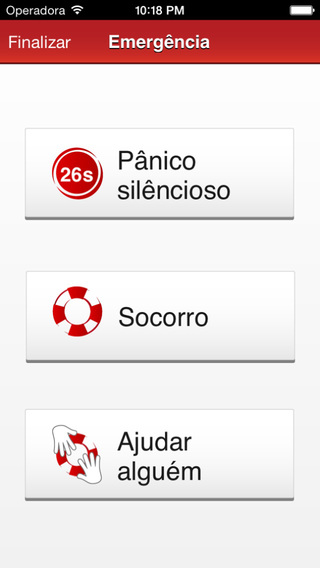 Operadora 10:18 PM
Finalizar Emergência
26s
Pânico
silêncioso
Socorro
Ajudar
alguém